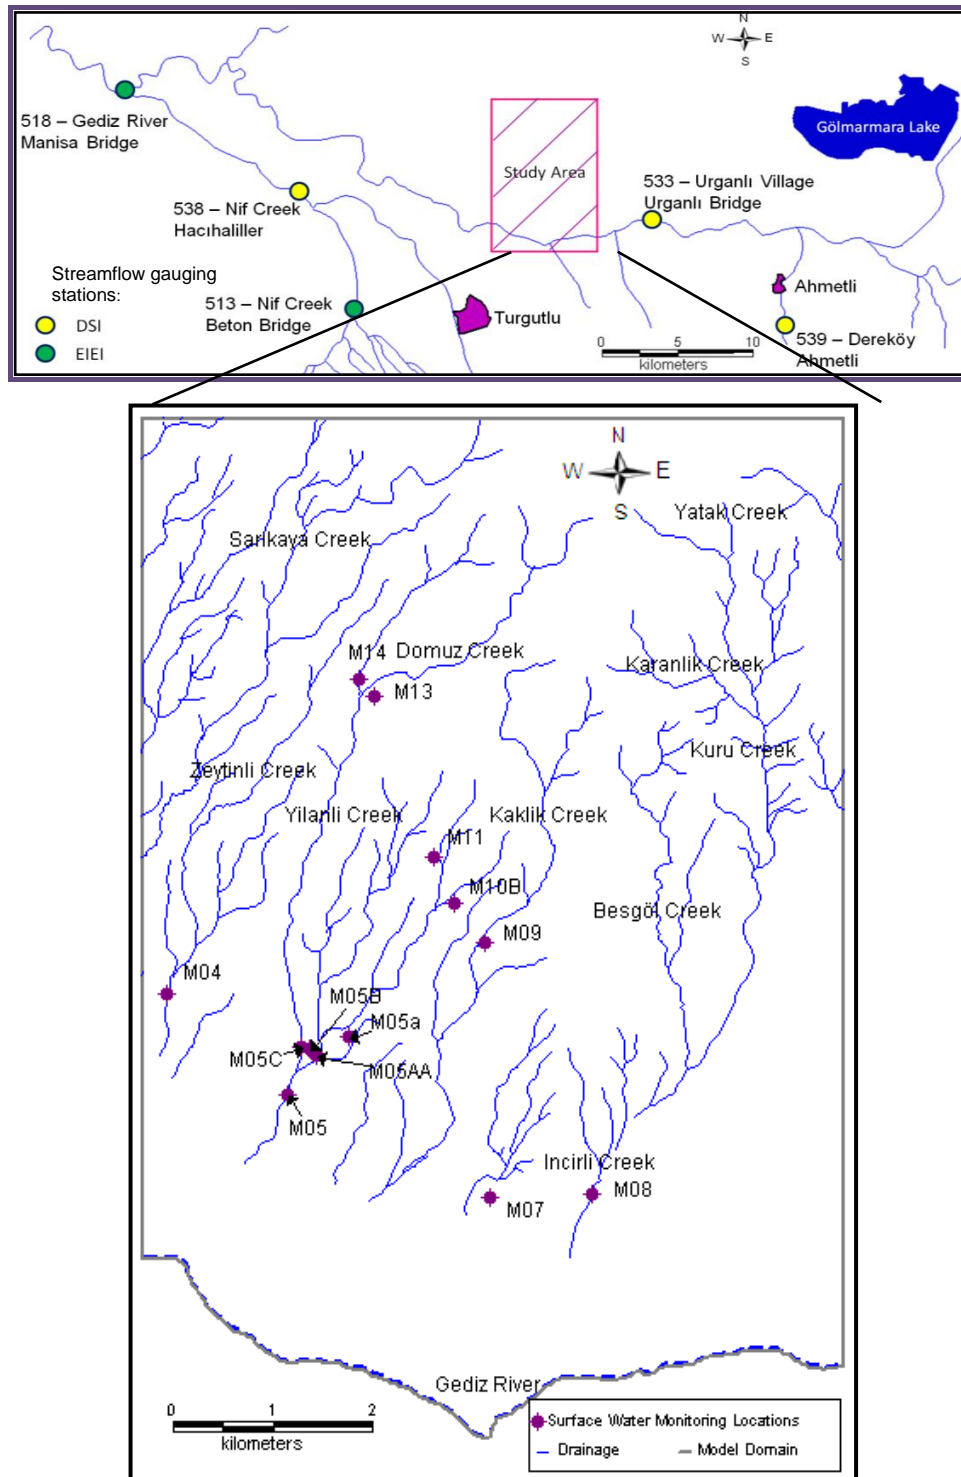 N
W E
S
518 – Gediz River
Manisa Bridge
Gölmarmara Lake
Study Area
533 – Urganlı Village
Urganlı Bridge
538 – Nif Creek
Hacıhaliller
Streamflow gauging
stations:
DSI
EIEI
513 – Nif Creek
Beton Bridge
Turgutlu
Ahmetli
539 – Dereköy
Ahmetli
0 5 10
kilometers
N
W E
S
Yatak Creek
Sarikaya Creek
M14
Domuz Creek
Karanlik Creek
M13
Kuru Creek
Zeytinli Creek
Yilanli Creek
Kaklik Creek
M11
M10B
Besgöl Creek
M09
M04
M05B
M05a
M05C
M05AA
M05
Incirli Creek
M08
M07
Gediz River
0 1 2
kilometers
Surface Water Monitoring Locations
Drainage
Model Domain